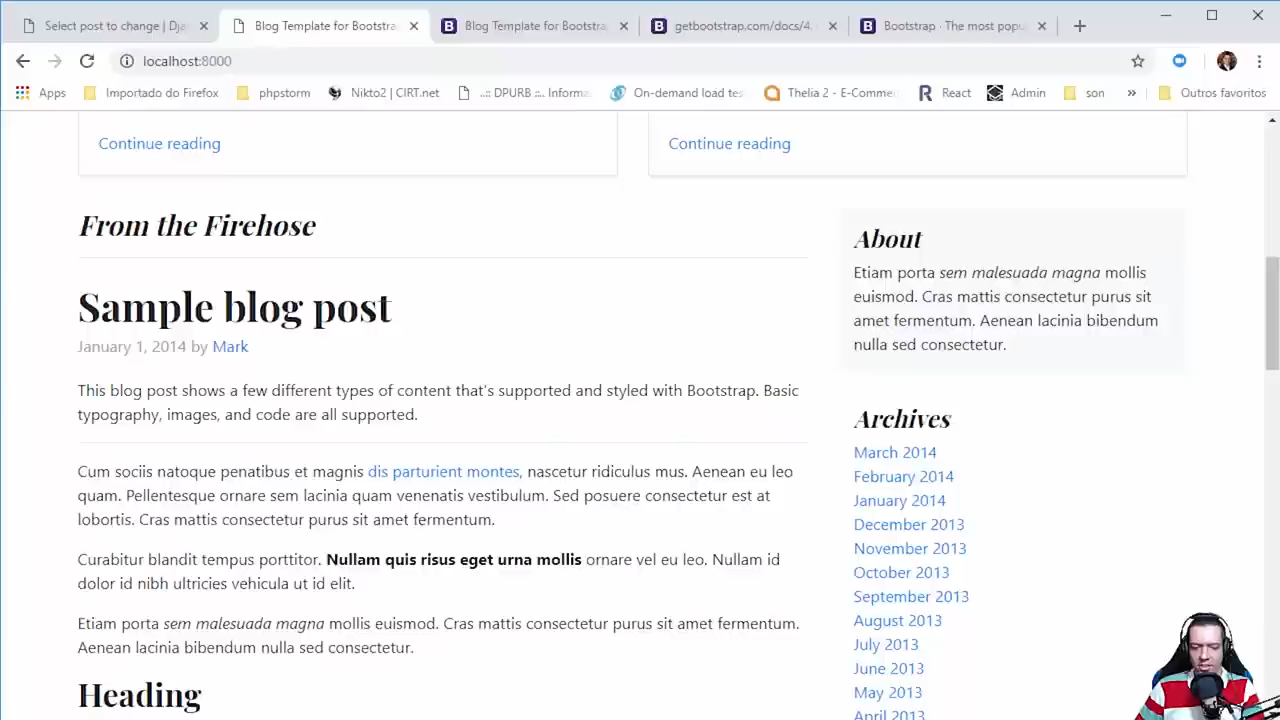 Select post to change | Dja
Blog Template for Bootstra
Blog Template for Bootstra
getbootstrap.com/docs/4.
Bootstrap · The most popu
localhost:8000
Apps
Importado do Firefox
phpstorm
Nikto2 | CIRT.net
..:: DPURB ::.. Informa
On-demand load tes
Thelia 2 - E-Comme
React
Admin
son
»
Outros favoritos
Continue reading
Continue reading
From the Firehose
Sample blog post
January 1, 2014 by Mark
This blog post shows a few different types of content that's supported and styled with Bootstrap. Basic
typography, images, and code are all supported.
Cum sociis natoque penatibus et magnis dis parturient montes, nascetur ridiculus mus. Aenean eu leo
quam. Pellentesque ornare sem lacinia quam venenatis vestibulum. Sed posuere consectetur est at
lobortis. Cras mattis consectetur purus sit amet fermentum.
Curabitur blandit tempus porttitor. Nullam quis risus eget urna mollis ornare vel eu leo. Nullam id
dolor id nibh ultricies vehicula ut id elit.
Etiam porta sem malesuada magna mollis euismod. Cras mattis consectetur purus sit amet fermentum.
Aenean lacinia bibendum nulla sed consectetur.
Heading
About
Etiam porta sem malesuada magna mollis
euismod. Cras mattis consectetur purus sit
amet fermentum. Aenean lacinia bibendum
nulla sed consectetur.
Archives
March 2014
February 2014
January 2014
December 2013
November 2013
October 2013
September 2013
August 2013
July 2013
June 2013
May 2013
April 2013